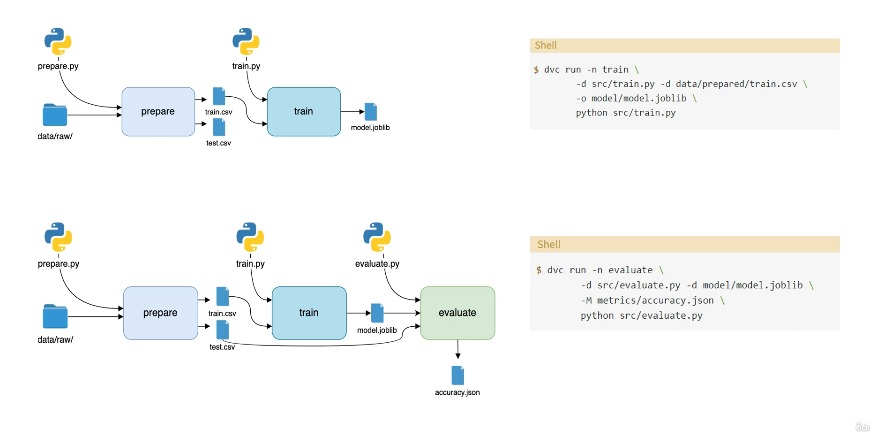 prepare.py
train.py
Shell
$ dvc run -n train \
-d src/train.py -d data/prepared/train.csv \
-o model/model.joblib \
python src/train.py
prepare
train
train.csv
test.csv
model.joblib
data/raw/
prepare.py
train.py
evaluate.py
Shell
$ dvc run -n evaluate \
-d src/evaluate.py -d model/model.joblib \
-M metrics/accuracy.json \
python src/evaluate.py
prepare
train
evaluate
train.csv
test.csv
model.joblib
data/raw/
accuracy.json